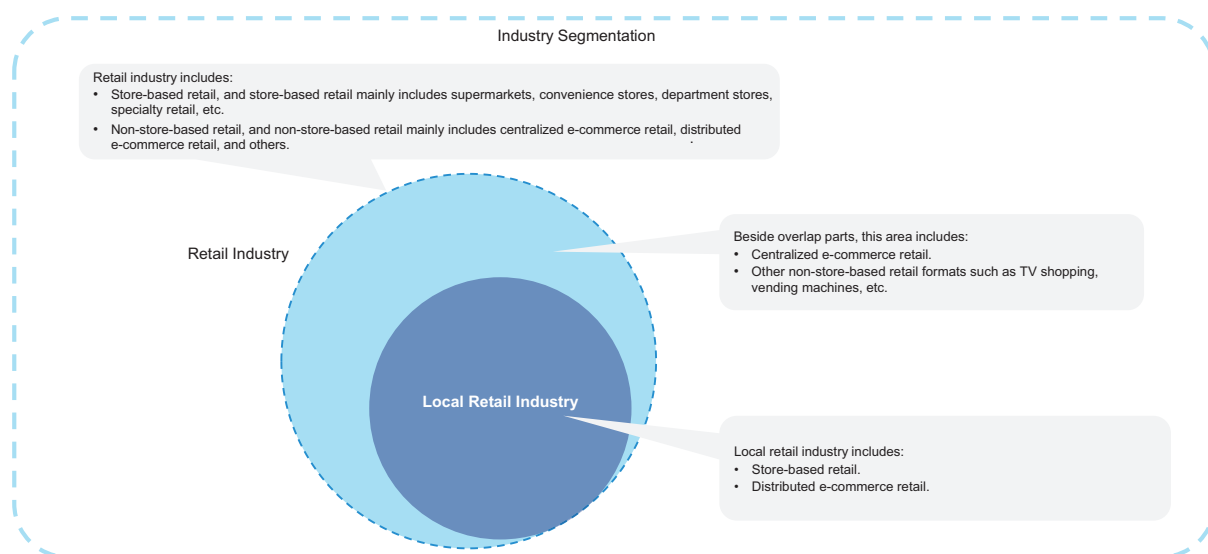 Industry Segmentation
Retail industry includes:
• Store-based retail, and store-based retail mainly includes supermarkets, convenience stores, department stores,
specialty retail, etc.
• Non-store-based retail, and non-store-based retail mainly includes centralized e-commerce retail, distributed
e-commerce retail, and others.
Retail Industry
Beside overlap parts, this area includes:
• Centralized e-commerce retail.
• Other non-store-based retail formats such as TV shopping,
vending machines, etc.
Local Retail Industry
Local retail industry includes:
• Store-based retail.
• Distributed e-commerce retail.